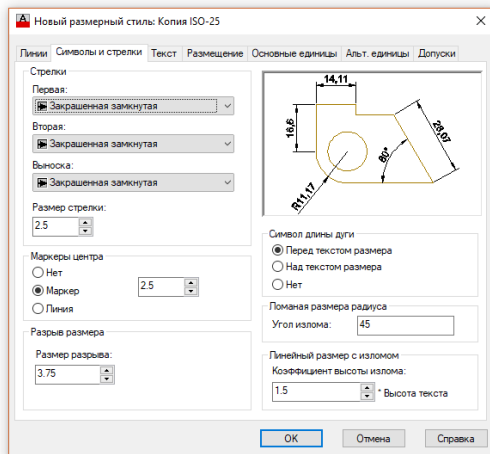 Новый размерный стиль: Копия ISO-25
Линии Символы и стрелки Текст Размещение Основные единицы Альт. единицы Допуски
Стрелки
Первая:
Закрашенная замкнутая
Вторая:
Закрашенная замкнутая
Выноска:
Закрашенная замкнутая
Размер стрелки:
2.5
Маркеры центра
Нет
Маркер
2.5
Линия
Разрыв размера
Размер разрыва:
3.75
14,11
16,6
28,07
60°
R11,17
Символ длины дуги
Перед текстом размера
Над текстом размера
Нет
Ломаная размера радиуса
Угол излома: 45
Линейный размер с изломом
Коэффициент высоты излома:
1.5 * Высота текста
OK Отмена Справка